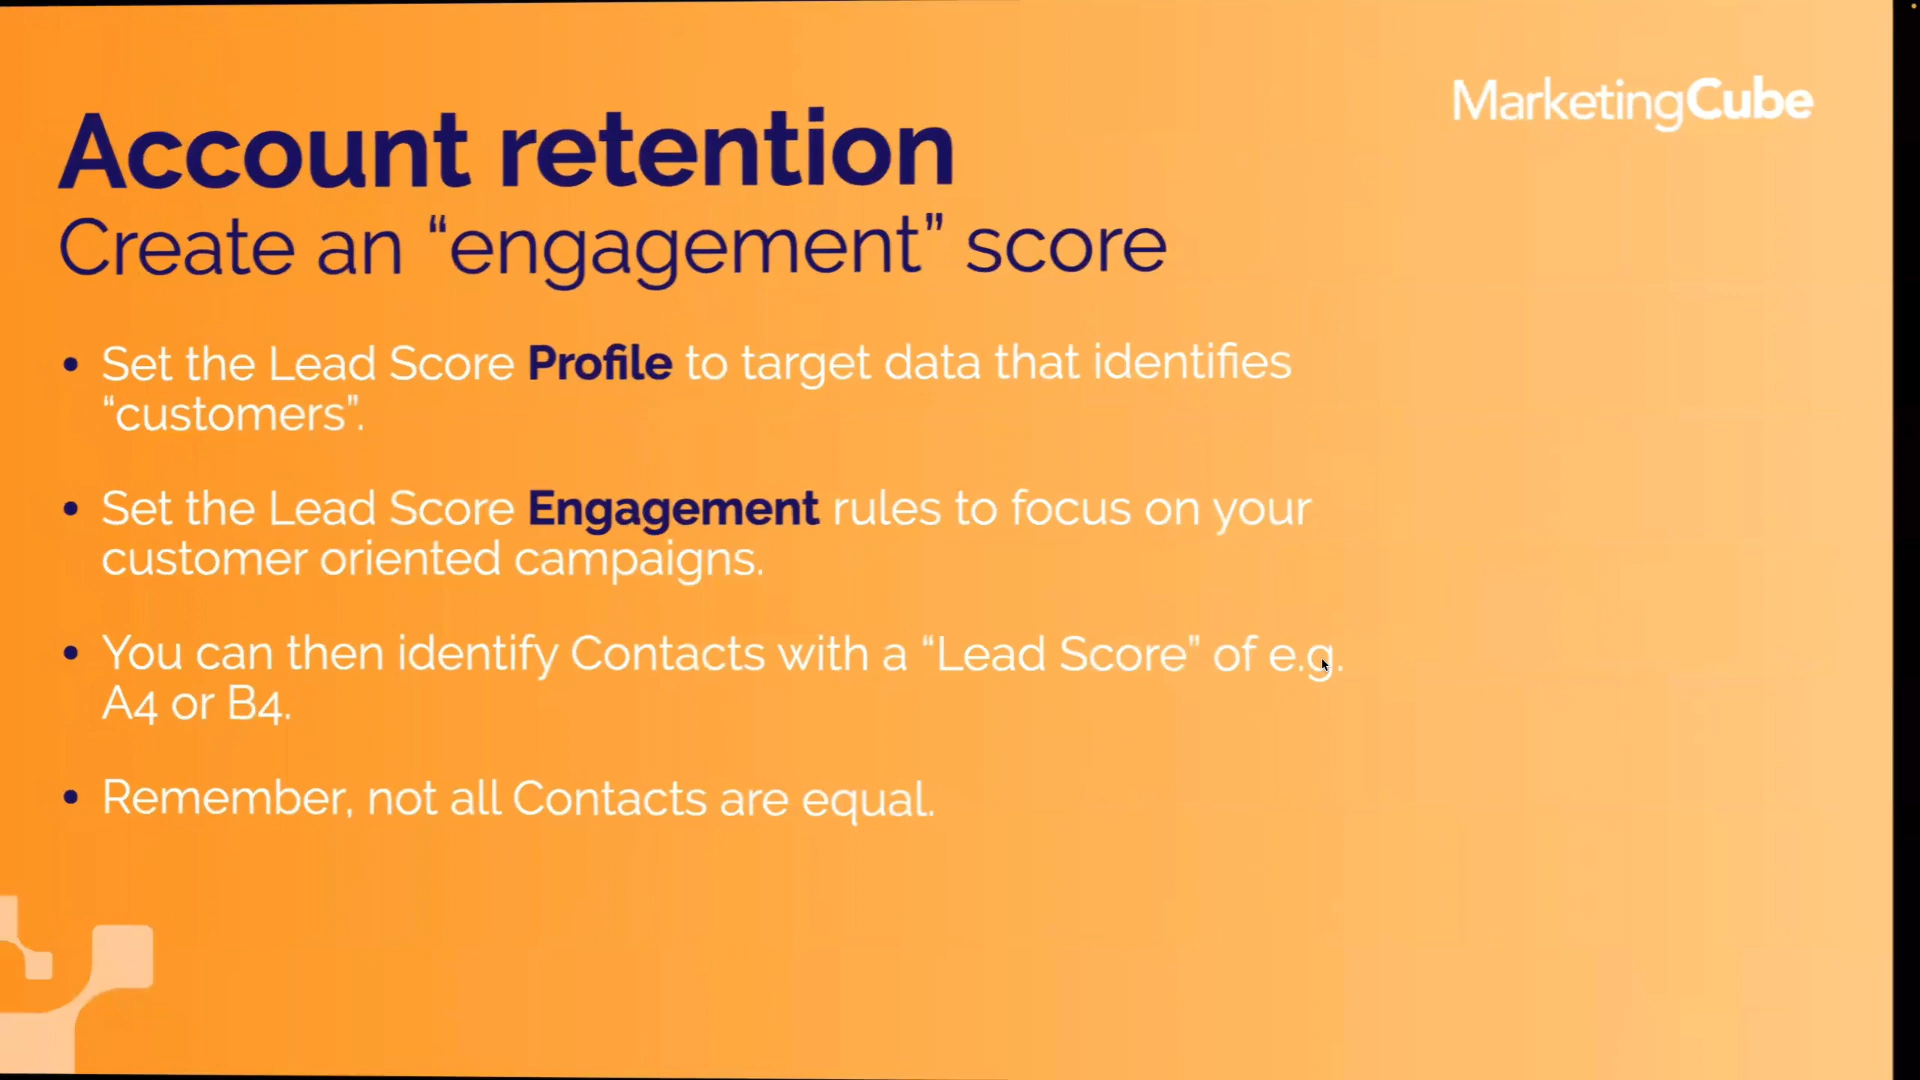 MarketingCube
Account retention
Create an “engagement” score
• Set the Lead Score Profile to target data that identifies
“customers”.
• Set the Lead Score Engagement rules to focus on your
customer oriented campaigns.
• You can then identify Contacts with a “Lead Score” of e.g.
A4 or B4.
• Remember, not all Contacts are equal.